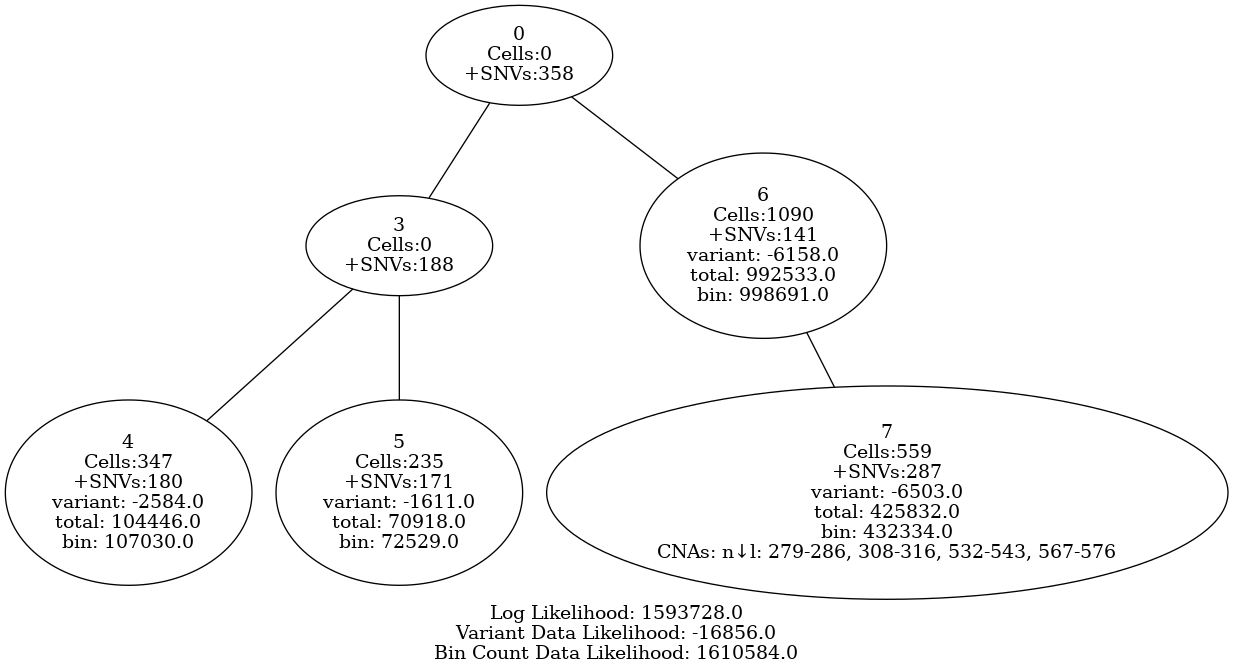 0
Cells:0
+SNVs:358
3
Cells:0
+SNVs:188
6
Cells:1090
+SNVs:141
variant: -6158.0
total: 992533.0
bin: 998691.0
4
Cells:347
+SNVs:180
variant: -2584.0
total: 104446.0
bin: 107030.0
5
Cells:235
+SNVs:171
variant: -1611.0
total: 70918.0
bin: 72529.0
7
Cells:559
+SNVs:287
variant: -6503.0
total: 425832.0
bin: 432334.0
CNAs: n↓l: 279-286, 308-316, 532-543, 567-576
Log Likelihood: 1593728.0
Variant Data Likelihood: -16856.0
Bin Count Data Likelihood: 1610584.0